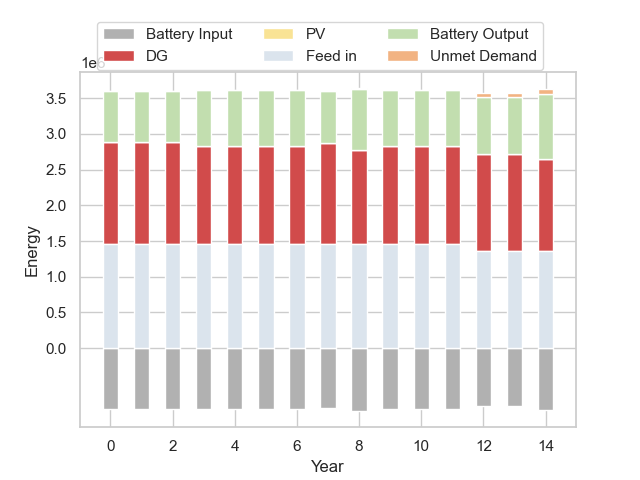 Battery Input PV Battery Output
DG Feed in Unmet Demand
1e6
3.5
3.0
2.5
2.0
1.5
1.0
0.5
0.0
Energy
0 2 4 6 8 10 12 14
Year